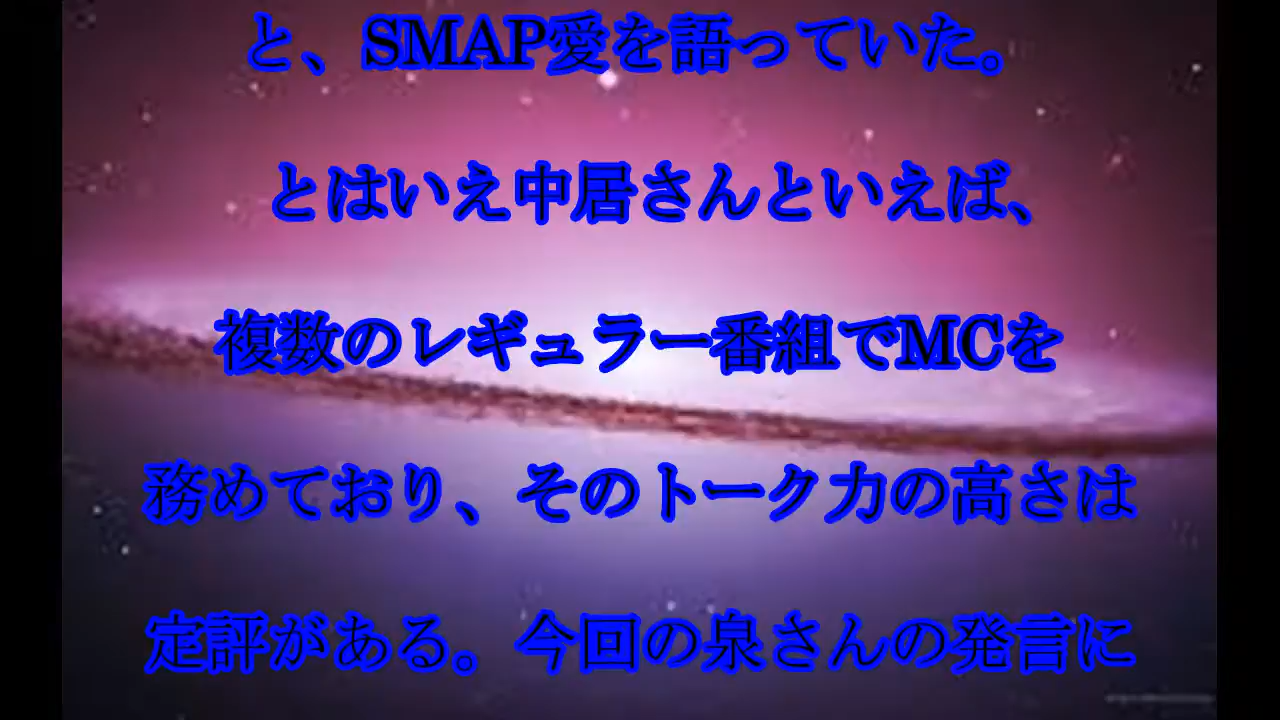 と、SMAP愛を語っていた。
とはいえ中居さんといえば、
複数のレギュラー番組でMCを
務めており、そのトーク力の高さは
定評がある。今回の泉さんの発言に